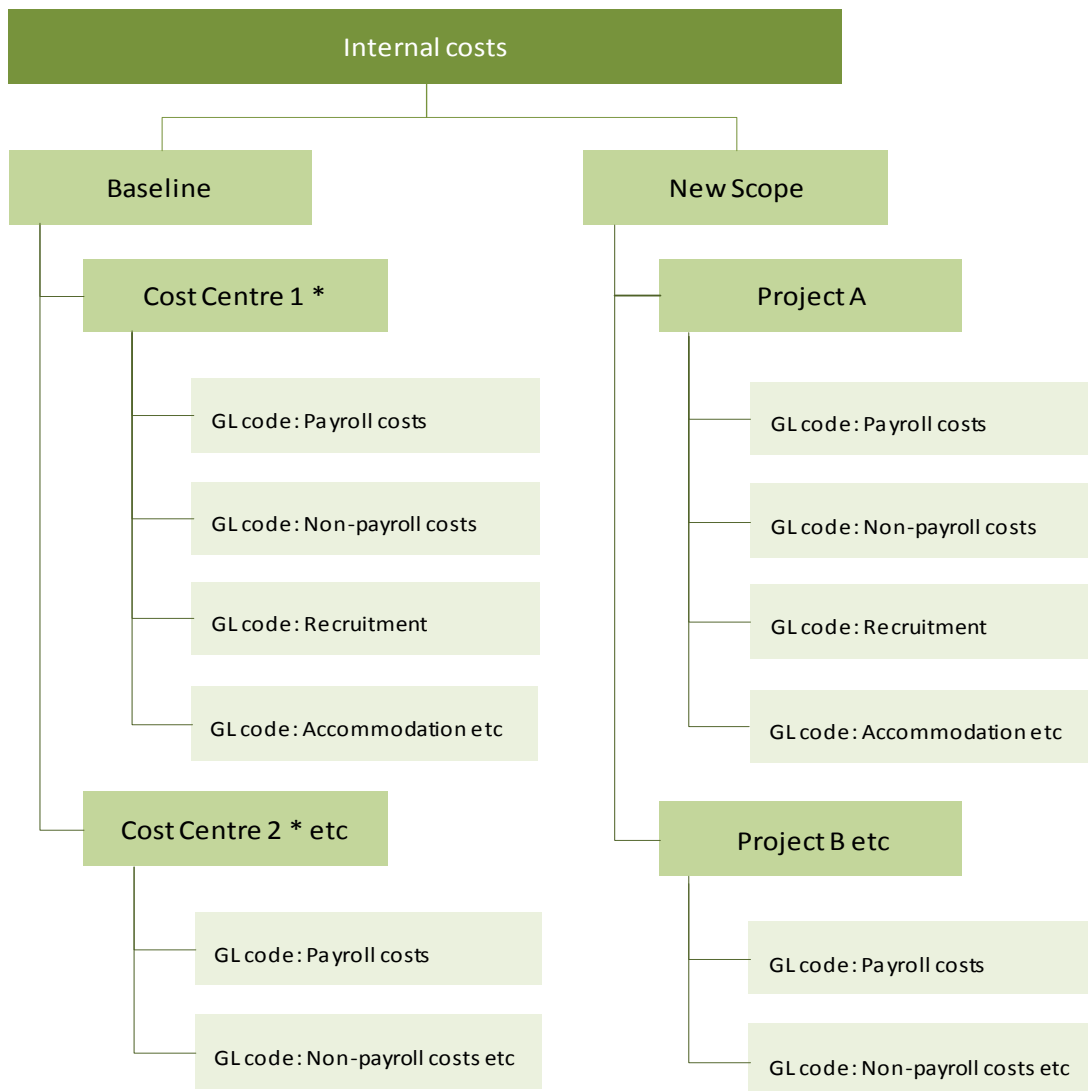 Internal costs
Baseline
New Scope
Cost Centre 1 *
Project A
GL code: Payroll costs
GL code: Payroll costs
GL code: Non-payroll costs
GL code: Non-payroll costs
GL code: Recruitment
GL code: Recruitment
GL code: Accommodation etc
GL code: Accommodation etc
Cost Centre 2 * etc
Project B etc
GL code: Payroll costs
GL code: Payroll costs
GL code: Non-payroll costs etc
GL code: Non-payroll costs etc